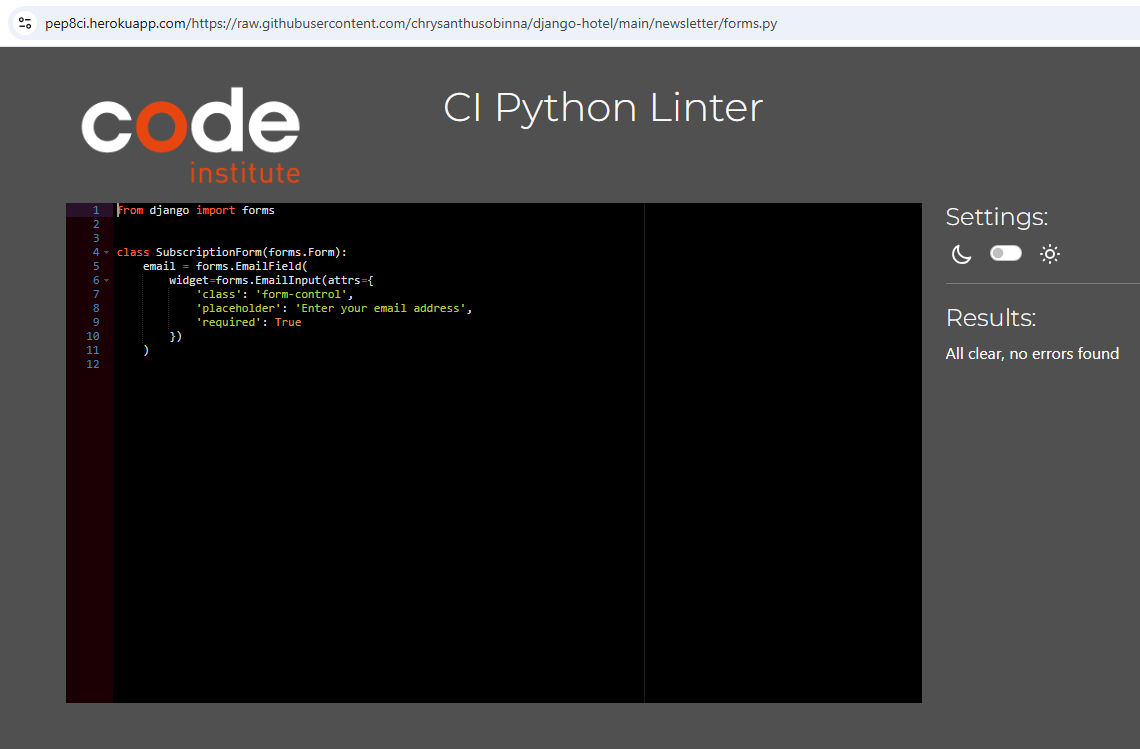 pep8ci.herokuapp.com/https://raw.githubusercontent.com/chrysanthusobinna/django-hotel/main/newsletter/forms.py
code
institute
CI Python Linter
1 from django import forms
2
3
4 class SubscriptionForm(forms.Form):
5     email = forms.EmailField(
6         widget=forms.EmailInput(attrs={
7             'class': 'form-control',
8             'placeholder': 'Enter your email address',
9             'required': True
10         })
11     )
12
Settings:
Results:
All clear, no errors found